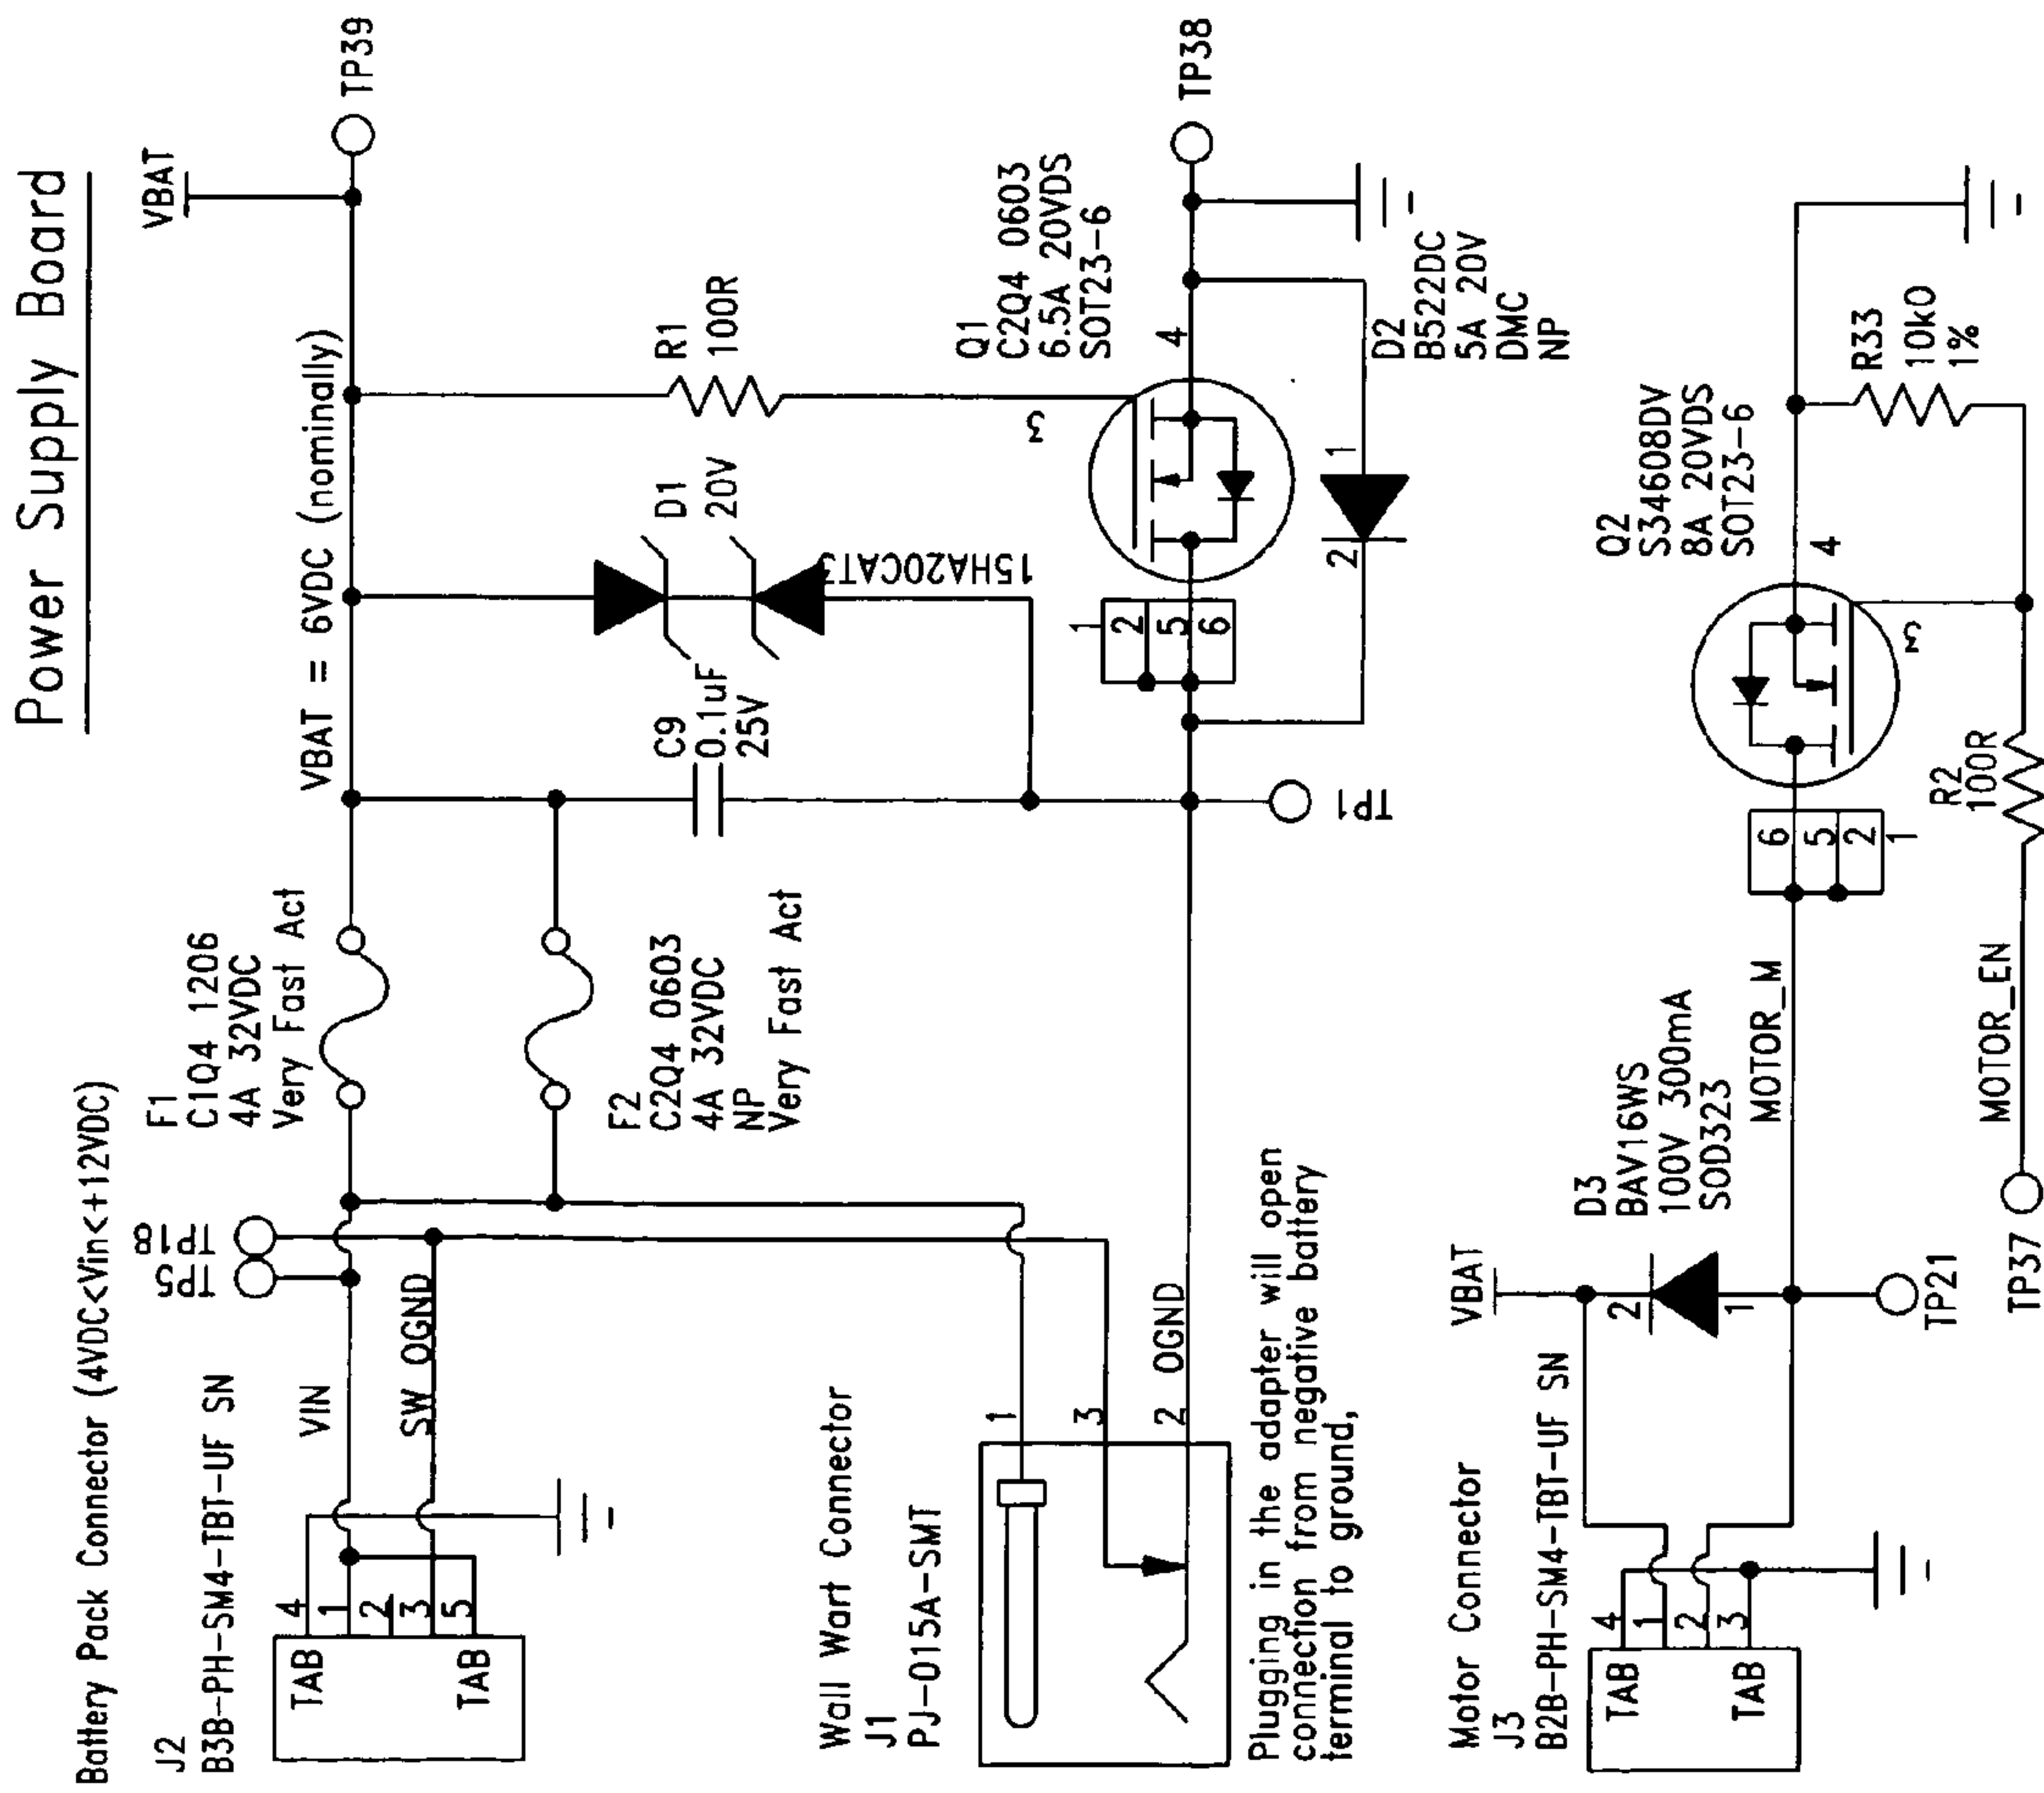 Power Supply Board
Battery Pack Connector (4VDC<Vin<+12VDC)
J2
B3B-PH-SM4-TBT-UF SN
TAB
TAB
4
1
2
3
5
VIN
SW OGND
TP5
TP18
F1
C1Q4 1206
4A 32VDC
Very Fast Act
F2
C2Q4 0603
4A 32VDC
NP
Very Fast Act
VBAT = 6VDC (nominally)
VBAT
TP39
C9
0.1uF
25V
D1
20V
15HA20CAT3
R1
100R
Q1
C2Q4 0603
6.5A 20VDS
SOT23-6
3
4
1
2
5
6
TP38
D2
B522DC
5A 20V
DMC
NP
1
2
TP1
Wall Wart Connector
J1
PJ-015A-SMT
1
3
2
OGND
Plugging in the adapter will open
connection from negative battery
terminal to ground,
Motor Connector
J3
B2B-PH-SM4-TBT-UF SN
TAB
TAB
4
1
2
3
VBAT
D3
BAV16WS
100V 300mA
SOD323
2
1
TP21
MOTOR_M
6
5
2
1
Q2
S34608DV
8A 20VDS
SOT23-6
4
3
R33
10kO
1%
R2
100R
MOTOR_EN
TP37